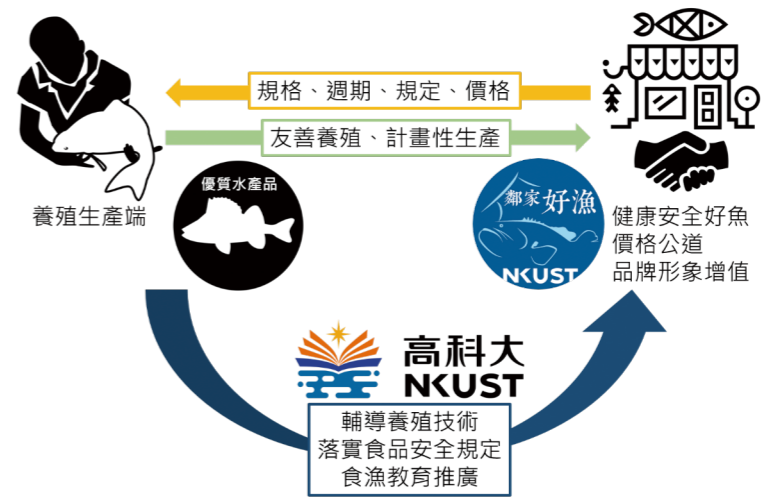 規格、週期、規定、價格
友善養殖、計畫性生產
養殖生產端
優質水產品
鄰家好漁
NKUST
健康安全好魚
價格公道
品牌形象增值
高科大
NKUST
輔導養殖技術
落實食品安全規定
食漁教育推廣